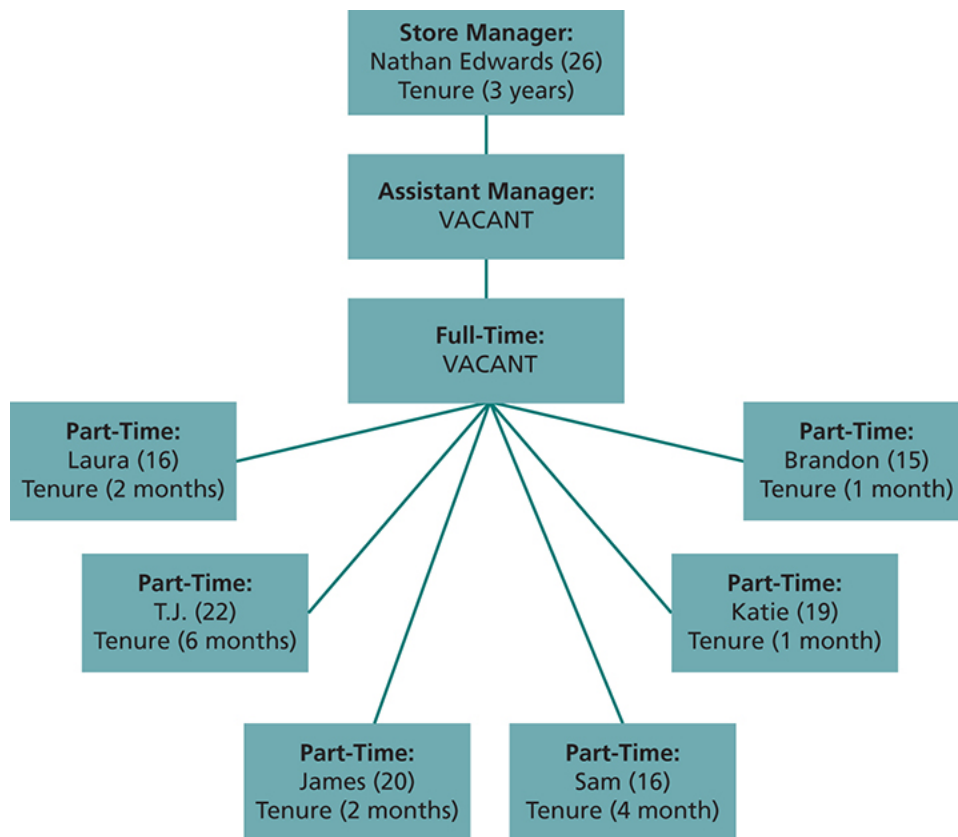 Store Manager:
Nathan Edwards (26)
Tenure (3 years)
Assistant Manager:
VACANT
Full-Time:
VACANT
Part-Time:
Laura (16)
Tenure (2 months)
Part-Time:
Brandon (15)
Tenure (1 month)
Part-Time:
T.J. (22)
Tenure (6 months)
Part-Time:
Katie (19)
Tenure (1 month)
Part-Time:
James (20)
Tenure (2 months)
Part-Time:
Sam (16)
Tenure (4 month)